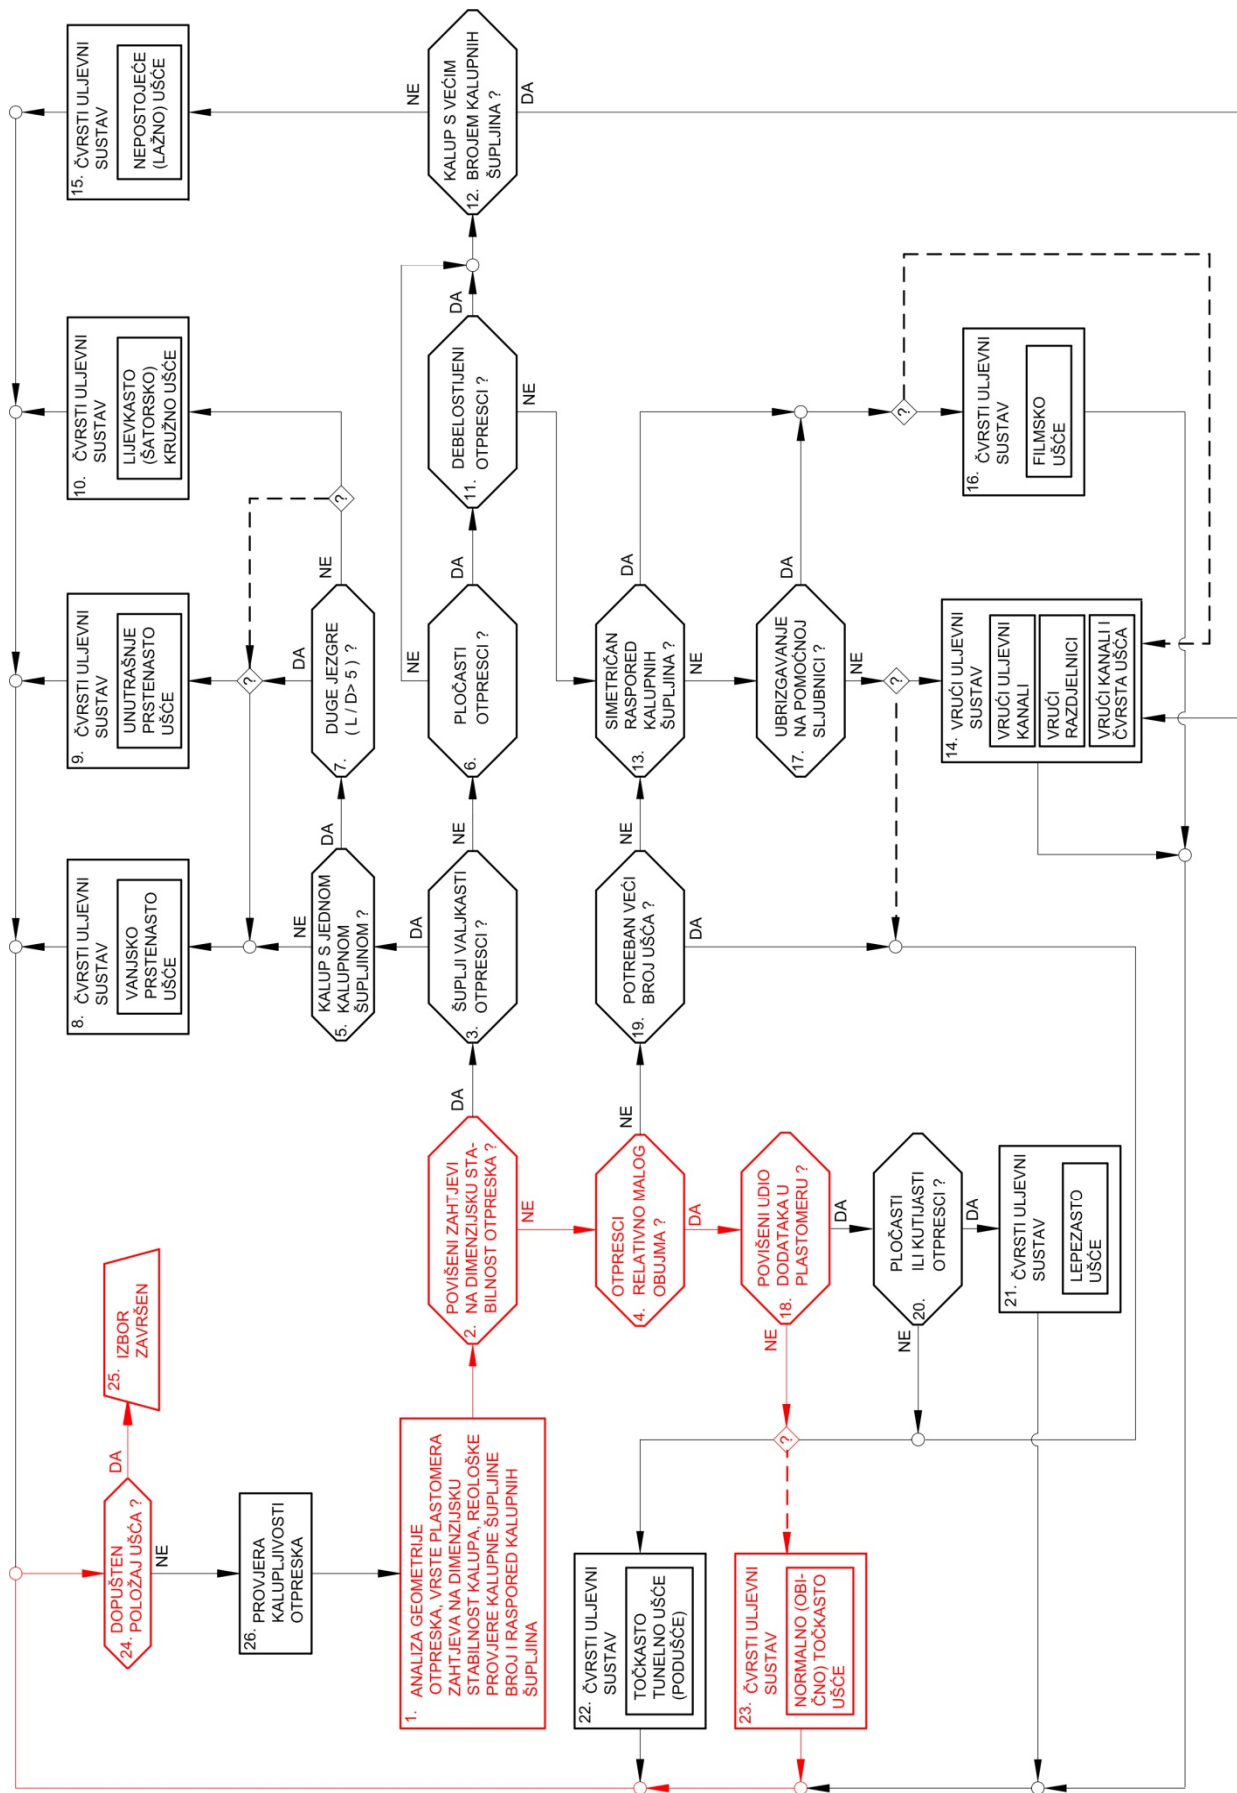 1. ANALIZA GEOMETRIJE
OTPRESKA, VRSTE PLASTOMERA
ZAHTJEVA NA DIMENZIJSKU
STABILNOST KALUPA, REOLOŠKE
PROVJERE KALUPNE ŠUPLJINE
BROJ I RASPORED KALUPNIH
ŠUPLJINA
2. POVIŠENI ZAHTJEVI
NA DIMENZIJSKU STA-
BILNOST OTPRESKA ?
DA
NE
3. ŠUPLJI VALJKASTI
OTPRESCI ?
DA
NE
4. OTPRESCI
RELATIVNO MALOG
OBUJMA ?
NE
DA
5. KALUP S JEDNOM
KALUPNOM
ŠUPLJINOM ?
NE
DA
6. PLOČASTI
OTPRESCI ?
NE
DA
7. DUGE JEZGRE
( L / D> 5 ) ?
DA
NE
?
?
8. ČVRSTI ULJEVNI
SUSTAV
VANJSKO
PRSTENASTO
UŠĆE
9. ČVRSTI ULJEVNI
SUSTAV
UNUTRAŠNJE
PRSTENASTO
UŠĆE
10. ČVRSTI ULJEVNI
SUSTAV
LIJEVKASTO
(ŠATORSKO)
KRUŽNO UŠĆE
11. DEBELOSTIJENI
OTPRESCI ?
DA
NE
12. KALUP S VEĆIM
BROJEM KALUPNIH
ŠUPLJINA ?
NE
DA
13. SIMETRIČAN
RASPORED
KALUPNIH
ŠUPLJINA ?
DA
NE
14. VRUĆI ULJEVNI
SUSTAV
VRUĆI ULJEVNI
KANALI
VRUĆI
RAZDJELNICI
VRUĆI KANALI I
ČVRSTA UŠĆA
15. ČVRSTI ULJEVNI
SUSTAV
NEPOSTOJEĆE
(LAŽNO) UŠĆE
16. ČVRSTI ULJEVNI
SUSTAV
FILMSKO
UŠĆE
?
17. UBRIZGAVANJE
NA POMOĆNOJ
SLJUBNICI ?
DA
NE
?
18. POVIŠENI UDIO
DODATAKA U
PLASTOMERU ?
NE
DA
?
19. POTREBAN VEĆI
BROJ UŠĆA ?
NE
DA
20. PLOČASTI
ILI KUTIJASTI
OTPRESCI ?
NE
DA
21. ČVRSTI ULJEVNI
SUSTAV
LEPEZASTO
UŠĆE
22. ČVRSTI ULJEVNI
SUSTAV
TOČKASTO
TUNELNO UŠĆE
(PODUŠĆE)
23. ČVRSTI ULJEVNI
SUSTAV
NORMALNO (OBI-
ČNO) TOČKASTO
UŠĆE
24. DOPUŠTEN
POLOŽAJ UŠĆA ?
DA
NE
25. IZBOR
ZAVRŠEN
26. PROVJERA
KALUPLJIVOSTI
OTPRESKA